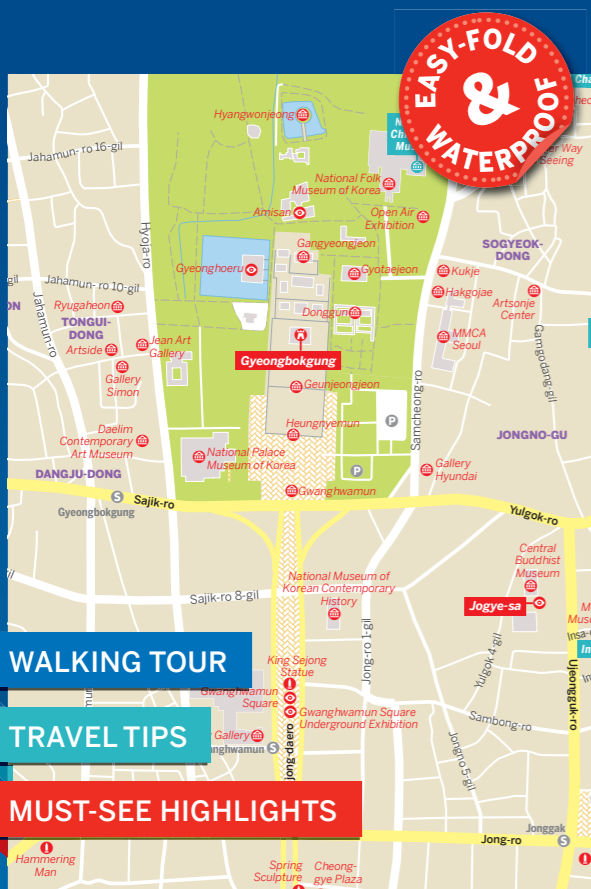 EASY-FOLD
&
WATERPROOF
Hyangwonjeong
Jahamun- ro 16-gil
National Folk
Museum of Korea
Amisan
Open Air
Exhibition
Hyoja-ro
Gangyeongjeon
SOGYEOK-
DONG
Gyeonghoeru
Gyotaejeon
Kukje
Jahamun- ro 10-gil
Hakgojae
Artsonje
Center
Ryugaheon
Donggun
TONGUI-
DONG
Jahamun-ro
Jean Art
Gallery
Artside
MMCA
Seoul
Gamgodang-gil
Gyeongbokgung
Gallery
Simon
Geunjeongjeon
Samcheong-ro
Heungnyemun
P
Daelim
Contemporary
Art Museum
JONGNO-GU
National Palace
Museum of Korea
Gallery
Hyundai
P
DANGJU-DONG
Gwanghwamun
S
Sajik-ro
Gyeongbokgung
Yulgok-ro
Central
Buddhist
Museum
National Museum of
Korean Contemporary
History
Sajik-ro 8-gil
Jogye-sa
Jong-ro 1-gil
Yulgok 4-gil
WALKING TOUR
King Sejong
Statue
Gwanghwamun
Square
Gwanghwamun Square
Underground Exhibition
Ujeongguk-ro
Sambong-ro
TRAVEL TIPS
Gallery
S
Jongno 5-gil
MUST-SEE HIGHLIGHTS
Jonggak
S
Jong-ro
Hammering
Man
Spring
Sculpture
Cheong-
gye Plaza